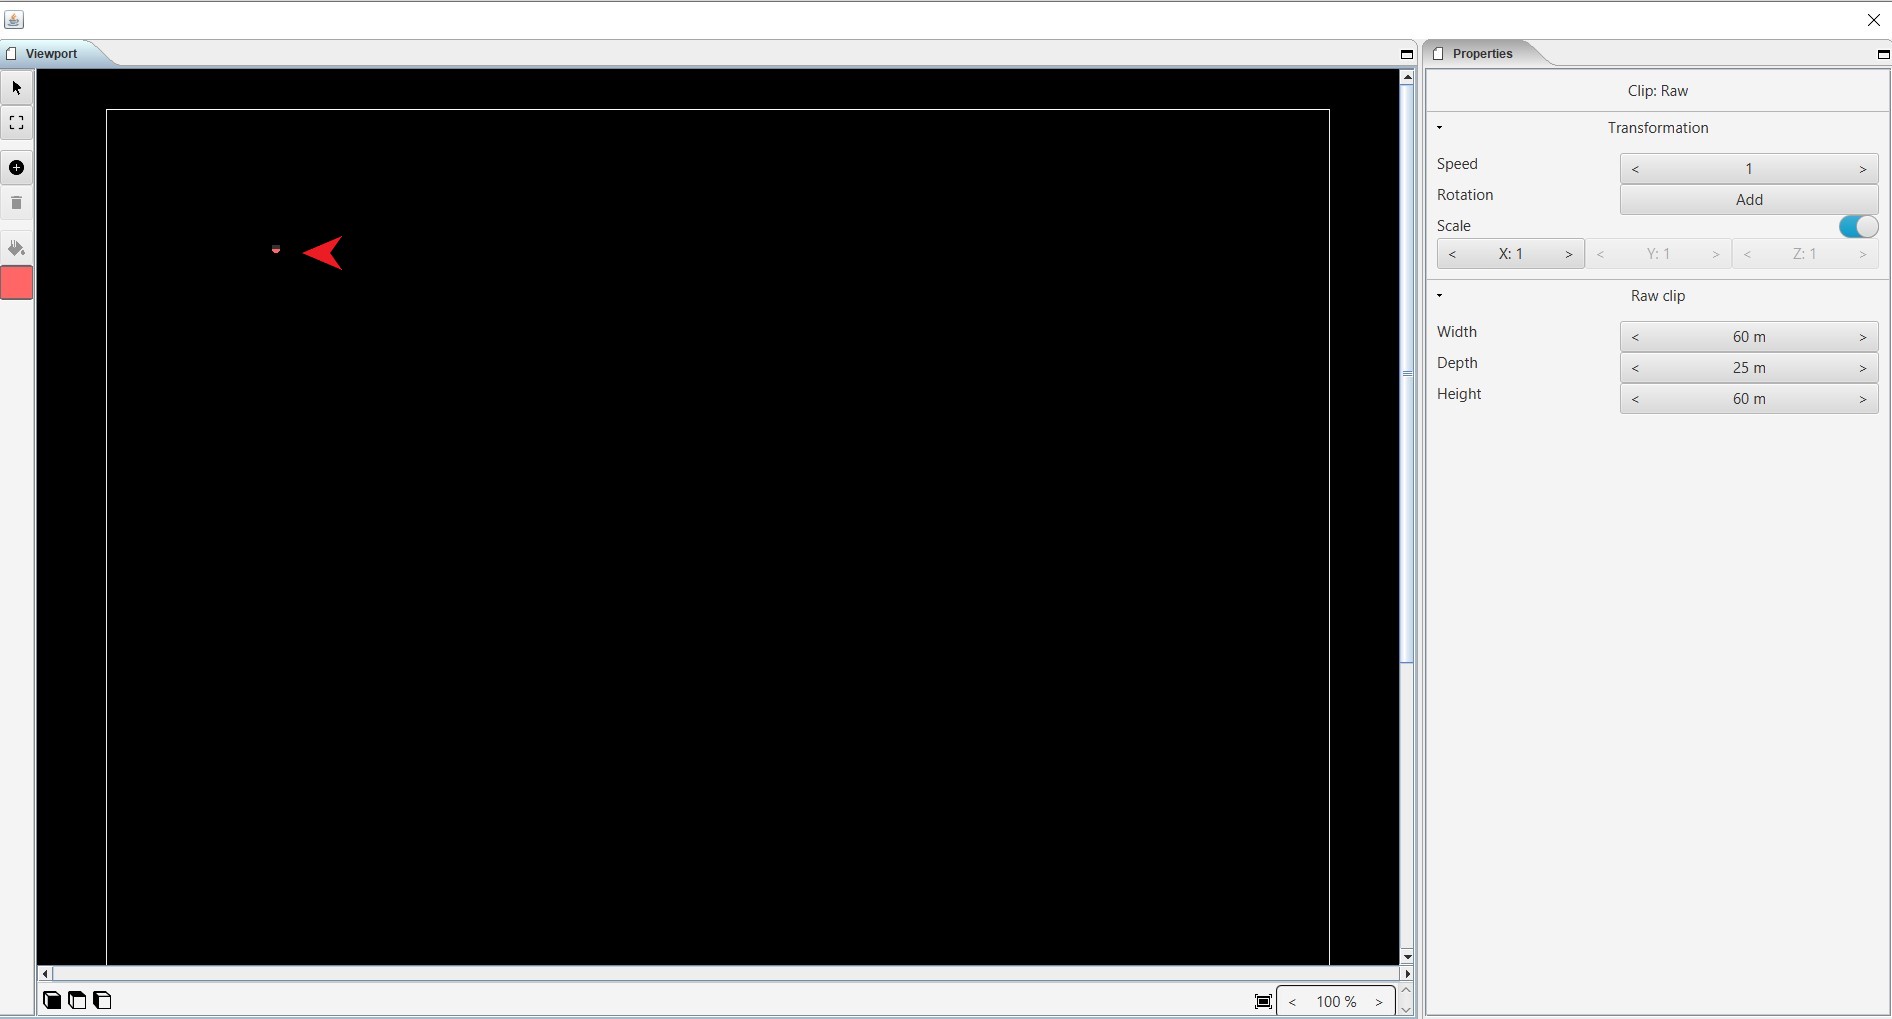 Viewport
Properties
Clip: Raw
Transformation
Speed
< 1 >
Rotation
Add
Scale
< X: 1 >
< Y: 1 >
< Z: 1 >
Raw clip
Width
< 60 m >
Depth
< 25 m >
Height
< 60 m >
< 100 % >